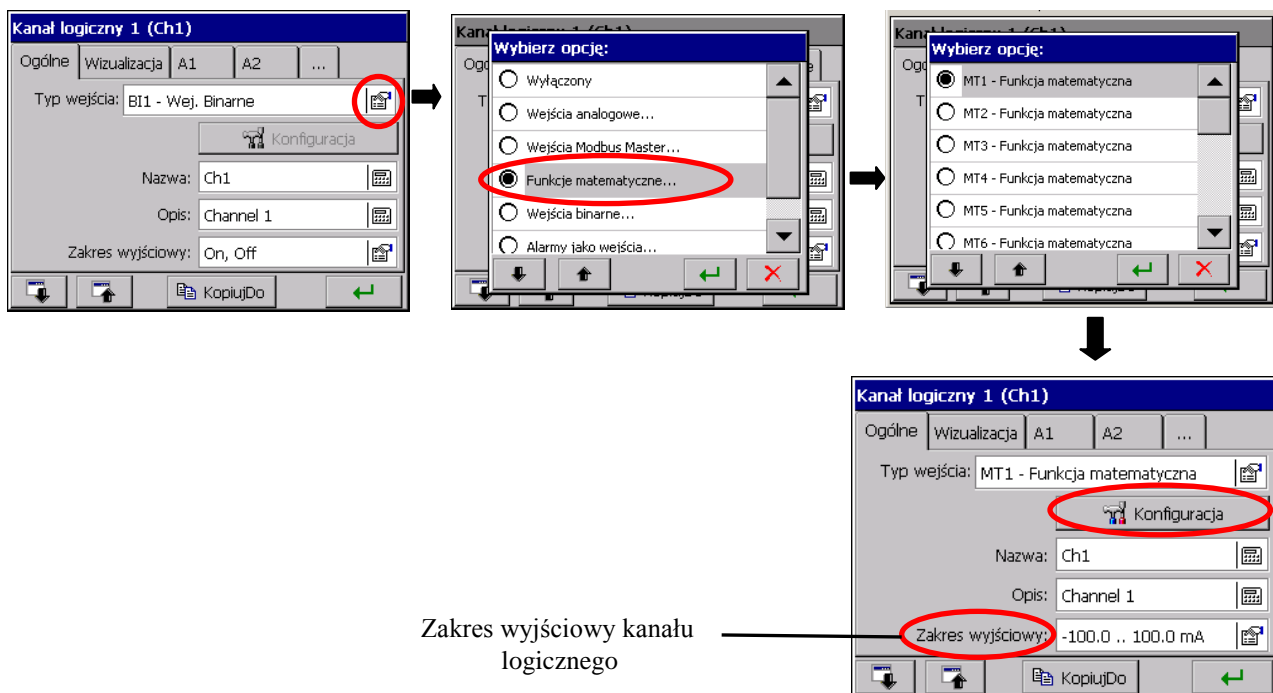 Kanał logiczny 1 (Ch1)
Ogólne Wizualizacja A1 A2 ...
Typ wejścia: BI1 - Wej. Binarne
Konfiguracja
Nazwa: Ch1
Opis: Channel 1
Zakres wyjściowy: On, Off
KopiujDo
Wybierz opcję:
Wyłączony
Wejścia analogowe...
Wejścia Modbus Master...
Funkcje matematyczne...
Wejścia binarne...
Alarmy jako wejścia...
Wybierz opcję:
MT1 - Funkcja matematyczna
MT2 - Funkcja matematyczna
MT3 - Funkcja matematyczna
MT4 - Funkcja matematyczna
MT5 - Funkcja matematyczna
MT6 - Funkcja matematyczna
Kanał logiczny 1 (Ch1)
Ogólne Wizualizacja A1 A2 ...
Typ wejścia: MT1 - Funkcja matematyczna
Konfiguracja
Nazwa: Ch1
Opis: Channel 1
Zakres wyjściowy: -100.0 .. 100.0 mA
KopiujDo
Zakres wyjściowy kanału
logicznego